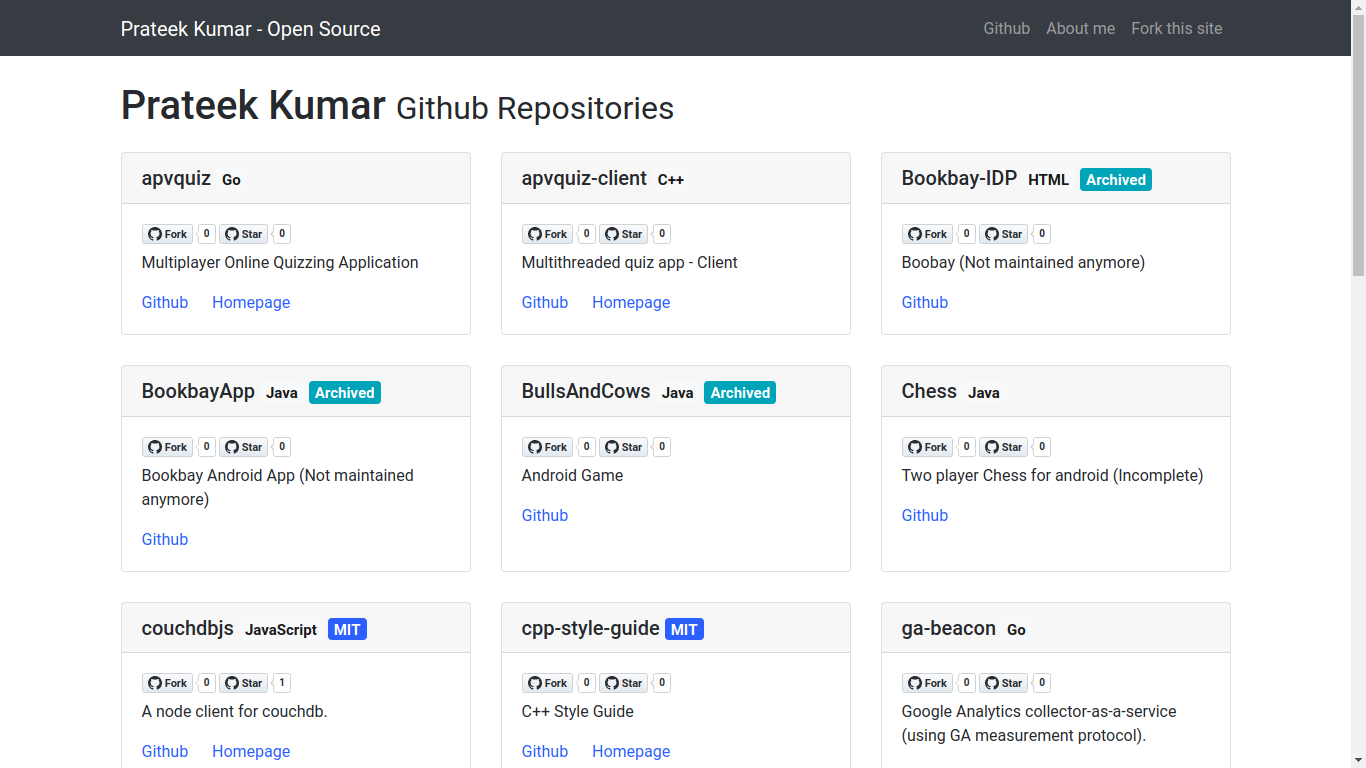 Prateek Kumar - Open Source
Github About me Fork this site
Prateek Kumar Github Repositories
apvquiz Go
Fork 0 Star 0
Multiplayer Online Quizzing Application
Github Homepage
apvquiz-client C++
Fork 0 Star 0
Multithreaded quiz app - Client
Github Homepage
Bookbay-IDP HTML Archived
Fork 0 Star 0
Boobay (Not maintained anymore)
Github
BookbayApp Java Archived
Fork 0 Star 0
Bookbay Android App (Not maintained
anymore)
Github
BullsAndCows Java Archived
Fork 0 Star 0
Android Game
Github
Chess Java
Fork 0 Star 0
Two player Chess for android (Incomplete)
Github
couchdbjs JavaScript MIT
Fork 0 Star 1
A node client for couchdb.
Github Homepage
cpp-style-guide MIT
Fork 0 Star 0
C++ Style Guide
Github Homepage
ga-beacon Go
Fork 0 Star 0
Google Analytics collector-as-a-service
(using GA measurement protocol).